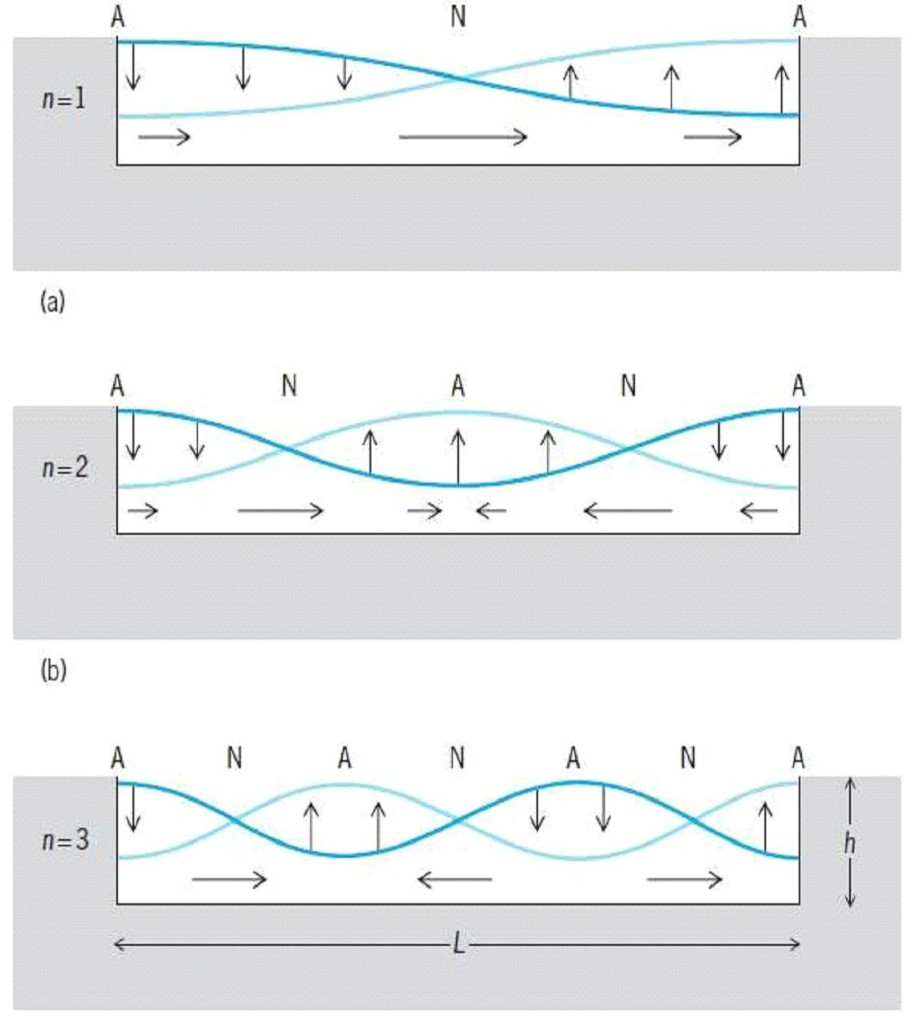 A N A
n=1
(a)
A N A N A
n=2
(b)
A N A N A N A
n=3
h
L